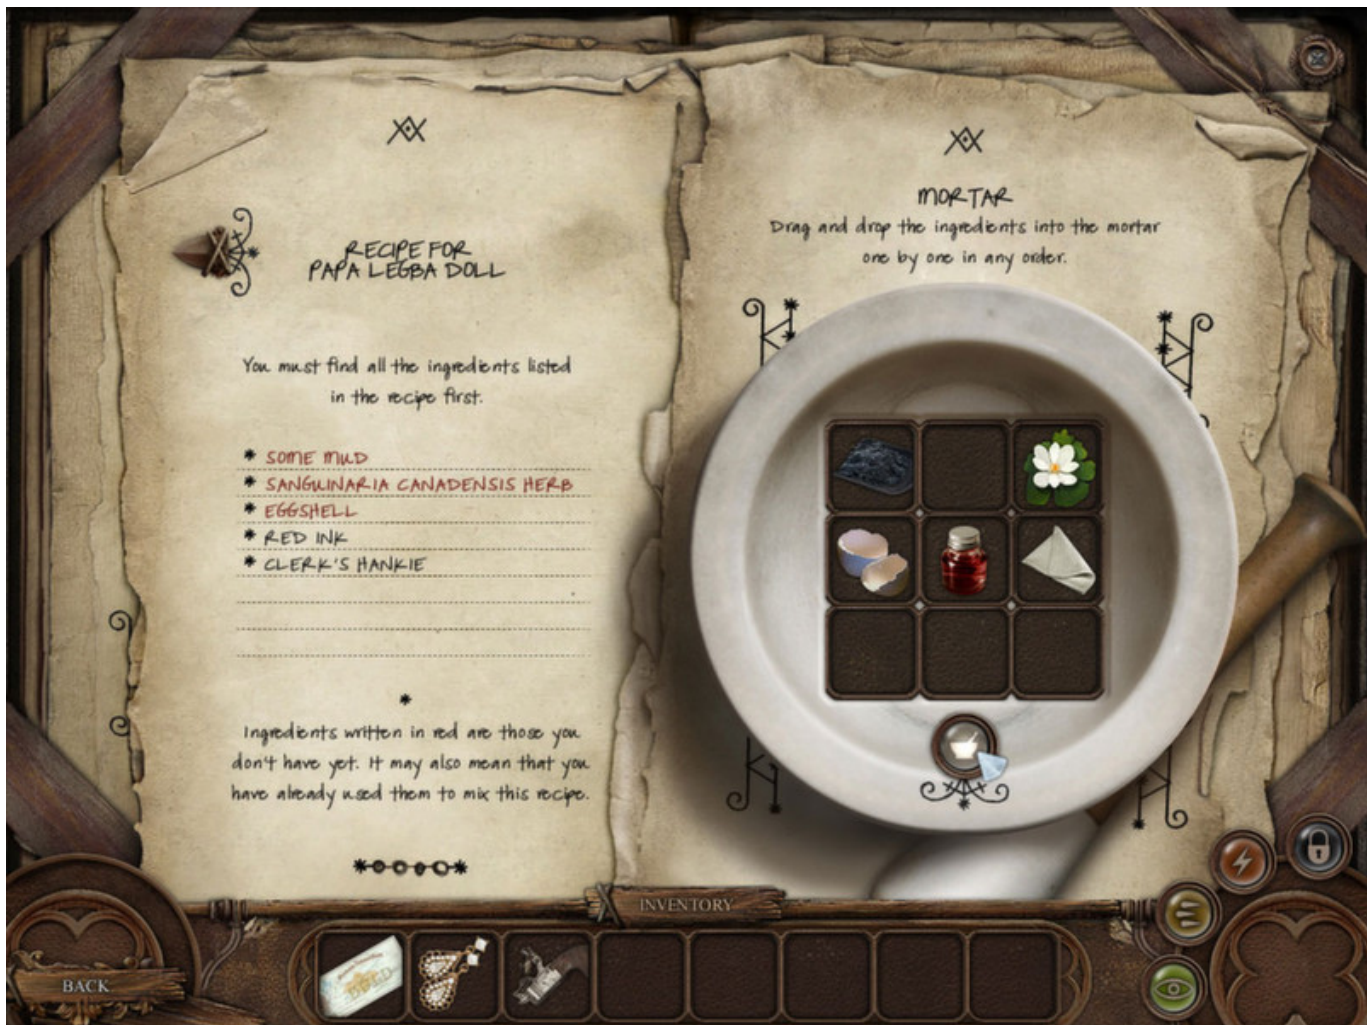 RECIPE FOR
PAPA LEGBA DOLL
You must find all the ingredients listed
in the recipe first.
* SOME MUD
* SANGUINARIA CANADENSIS HERB
* EGGSHELL
* RED INK
* CLERK'S HANKIE
Ingredients written in red are those you
don't have yet. It may also mean that you
have already used them to mix this recipe.
MORTAR
Drag and drop the ingredients into the mortar
one by one in any order.
INVENTORY
BACK